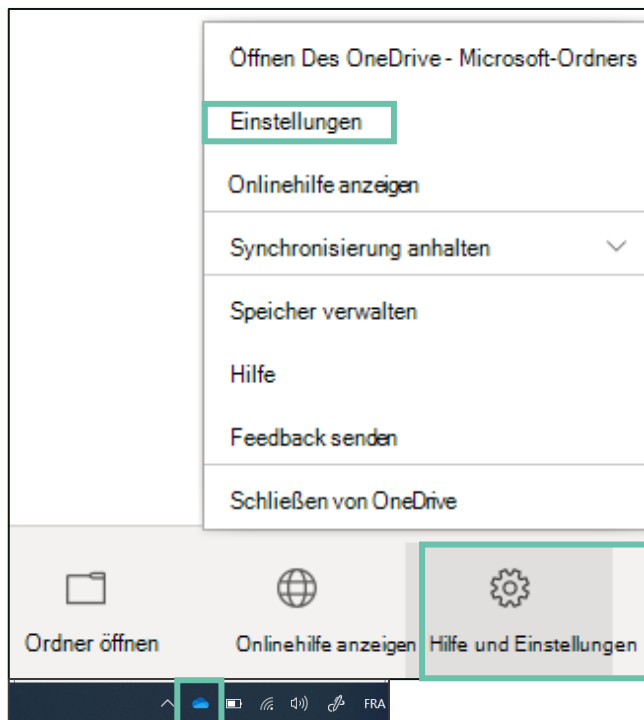 Öffnen Des OneDrive - Microsoft-Ordners
Einstellungen
Onlinehilfe anzeigen
Synchronisierung anhalten
Speicher verwalten
Hilfe
Feedback senden
Schließen von OneDrive
Ordner öffnen
Onlinehilfe anzeigen
Hilfe und Einstellungen
FRA